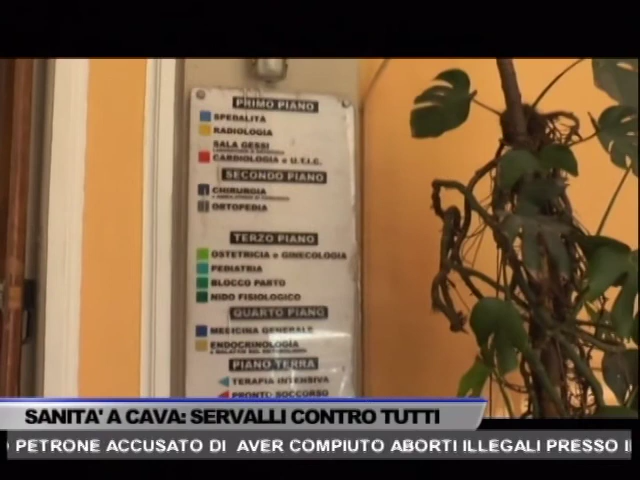 PRIMO PIANO
SPEDALITÀ
RADIOLOGIA
SALA GESSI
CARDIOLOGIA e U.T.I.C.
SECONDO PIANO
CHIRURGIA
ORTOPEDIA
TERZO PIANO
OSTETRICIA e GINECOLOGIA
PEDIATRIA
BLOCCO PARTO
NIDO FISIOLOGICO
QUARTO PIANO
MEDICINA GENERALE
ENDOCRINOLOGIA
PIANO TERRA
TERAPIA INTENSIVA
PRONTO SOCCORSO
SANITA' A CAVA: SERVALLI CONTRO TUTTI
PETRONE ACCUSATO DI AVER COMPIUTO ABORTI ILLEGALI PRESSO